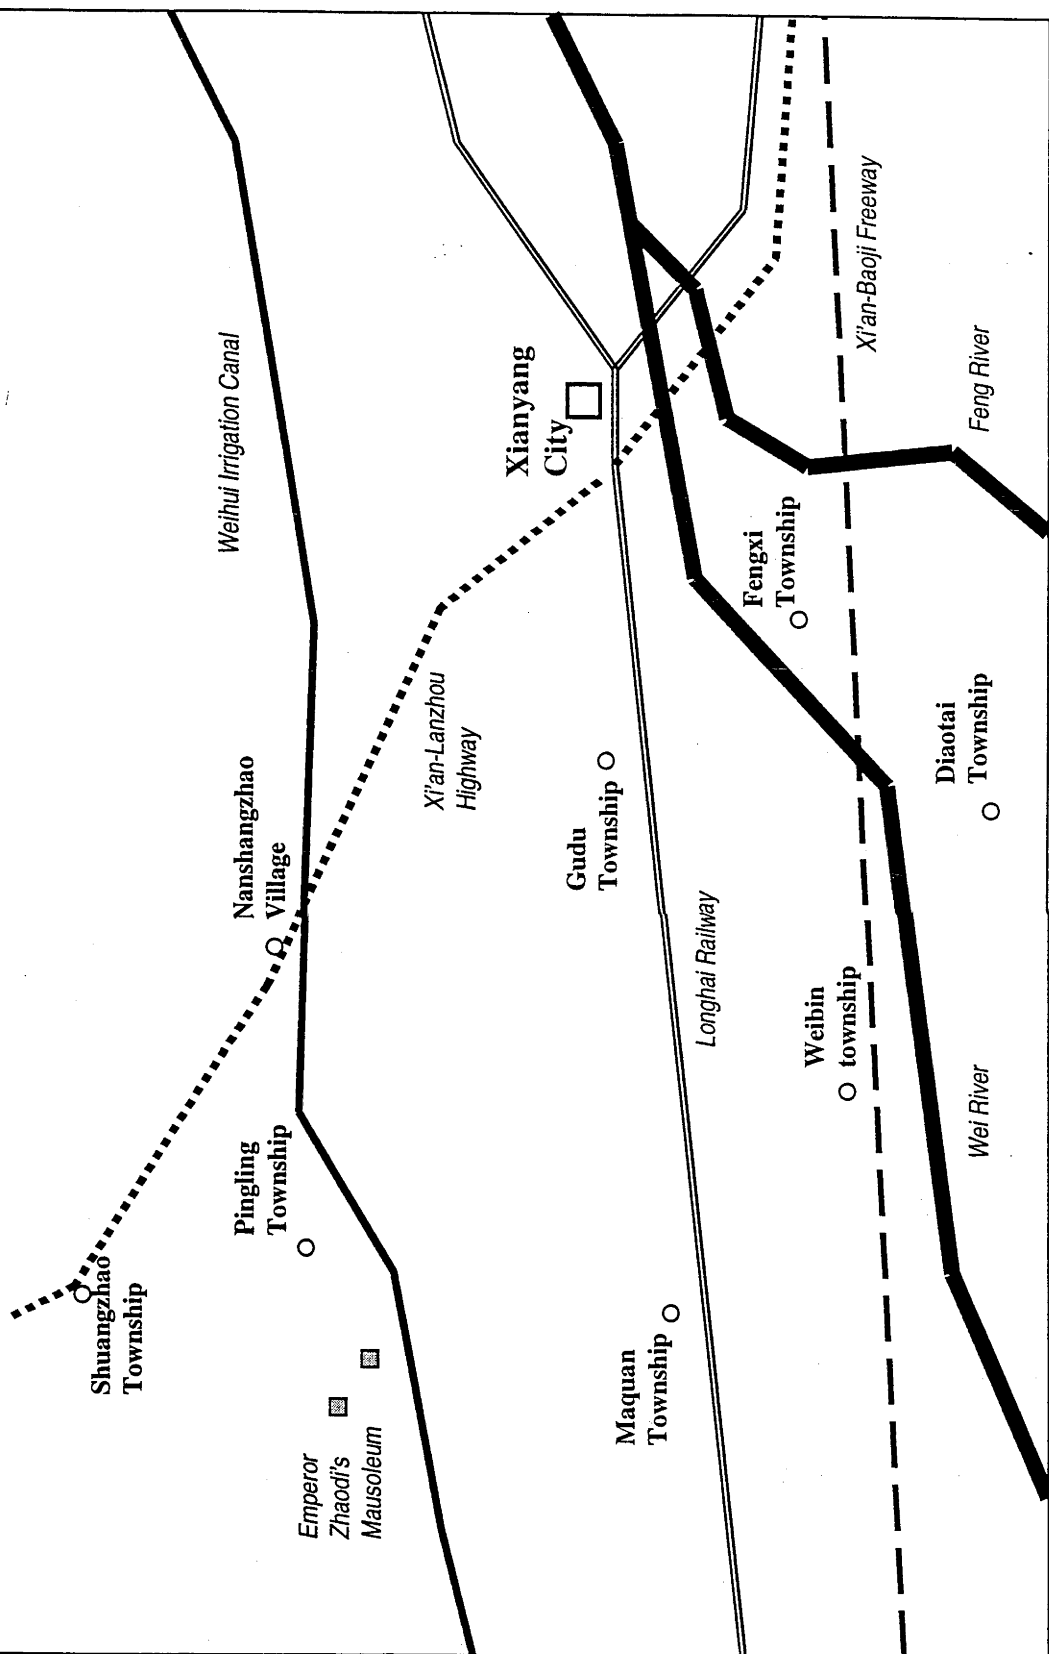 Shuangzhao
Township
Emperor
Zhaodi's
Mausoleum
Pingling
Township
Nanshangzhao
Village
Weihui Irrigation Canal
Xi'an-Lanzhou
Highway
Xianyang
City
Maquan
Township
Gudu
Township
Longhai Railway
Weibin
township
Fengxi
Township
Xi'an-Baoji Freeway
Wei River
Diaotai
Township
Feng River